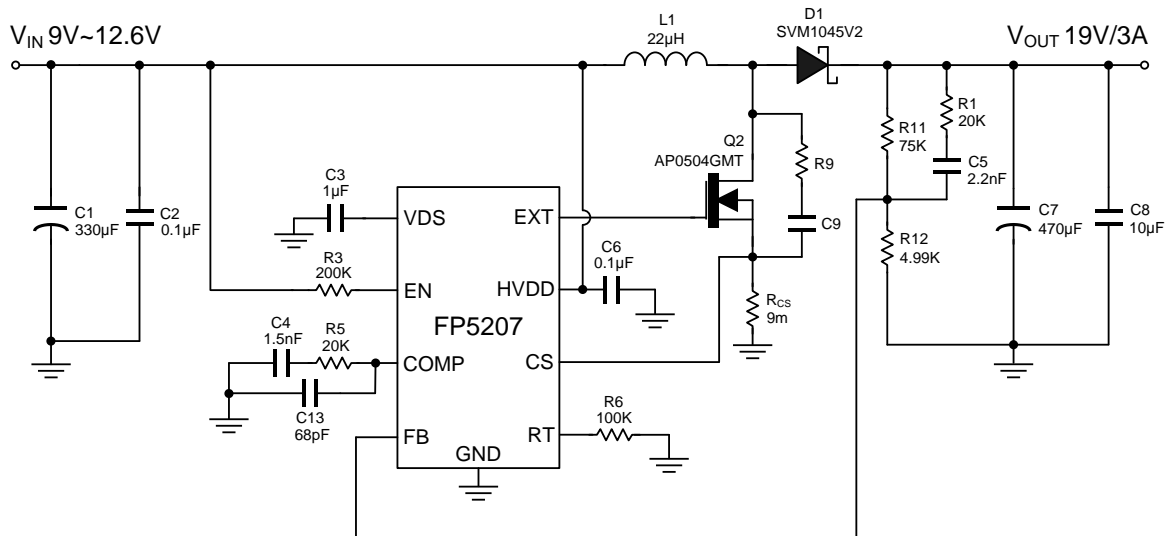 V_IN 9V~12.6V
L1
22µH
D1
SVM1045V2
V_OUT 19V/3A
C1
330µF
C2
0.1µF
C3
1µF
R3
200K
C4
1.5nF
R5
20K
C13
68pF
VDS
EN
COMP
FB
FP5207
GND
EXT
HVDD
CS
RT
C6
0.1µF
R6
100K
Q2
AP0504GMT
R9
C9
R_CS
9m
R11
75K
R1
20K
C5
2.2nF
R12
4.99K
C7
470µF
C8
10µF